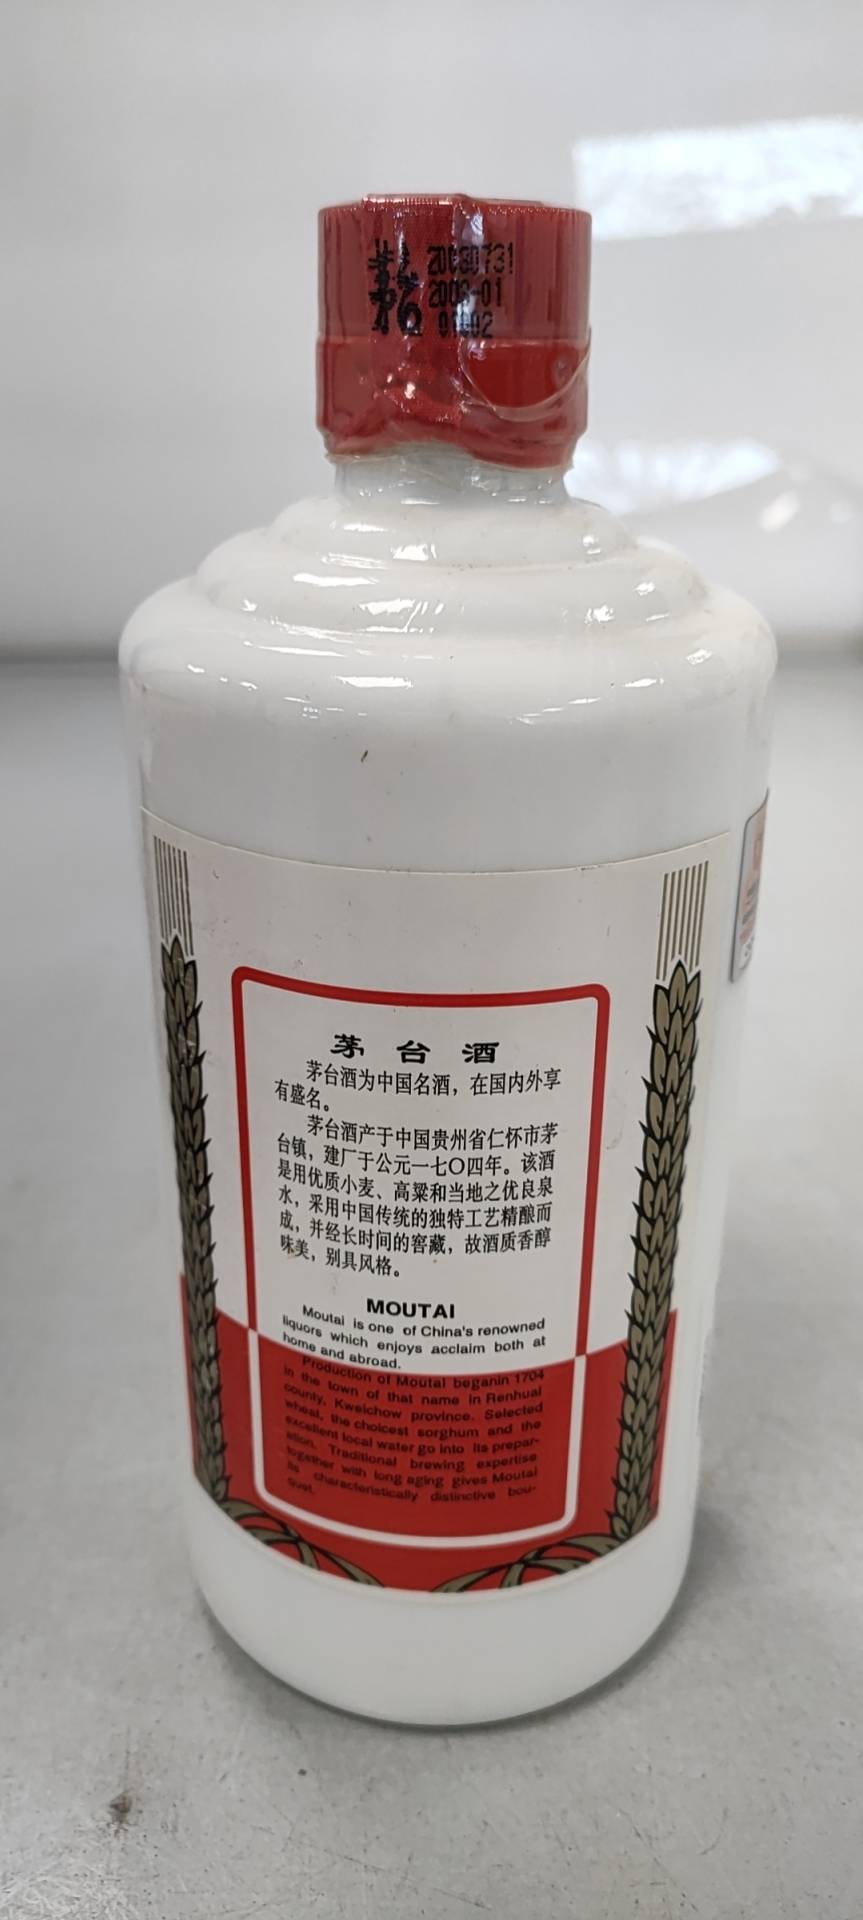 20030731
2003-01
茅台酒
茅台酒为中国名酒，在国内外享
有盛名。
茅台酒产于中国贵州省仁怀市茅
台镇，建厂于公元一七〇四年。该酒
是用优质小麦、高粱和当地之优良泉
水，采用中国传统的独特工艺精酿而
成，并经长时间的窖藏，故酒质香醇
味美，别具风格。
MOUTAI
Moutai is one of China's renowned
liquors which enjoys acclaim both at
home and abroad.
Production of Moutai beganin 1704
in the town of that name in Renhuai
county, Kweichow province. Selected
wheat, the choicest sorghum and the
excellent local water go into its prepar-
ation. Traditional brewing expertise
together with long aging gives Moutai
its characteristically distinctive bou-
quet.